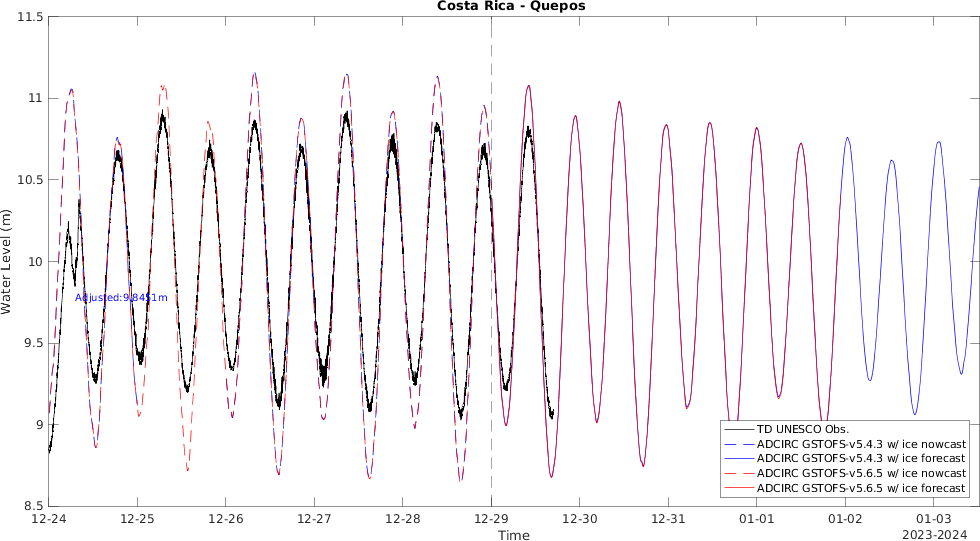 Costa Rica - Quepos
11.5
11
10.5
10
9.5
9
8.5
Water Level (m)
Adjusted:9.8451m
TD UNESCO Obs.
ADCIRC GSTOFS-v5.4.3 w/ ice nowcast
ADCIRC GSTOFS-v5.4.3 w/ ice forecast
ADCIRC GSTOFS-v5.6.5 w/ ice nowcast
ADCIRC GSTOFS-v5.6.5 w/ ice forecast
12-24 12-25 12-26 12-27 12-28 12-29 12-30 12-31 01-01 01-02 01-03
Time
2023-2024